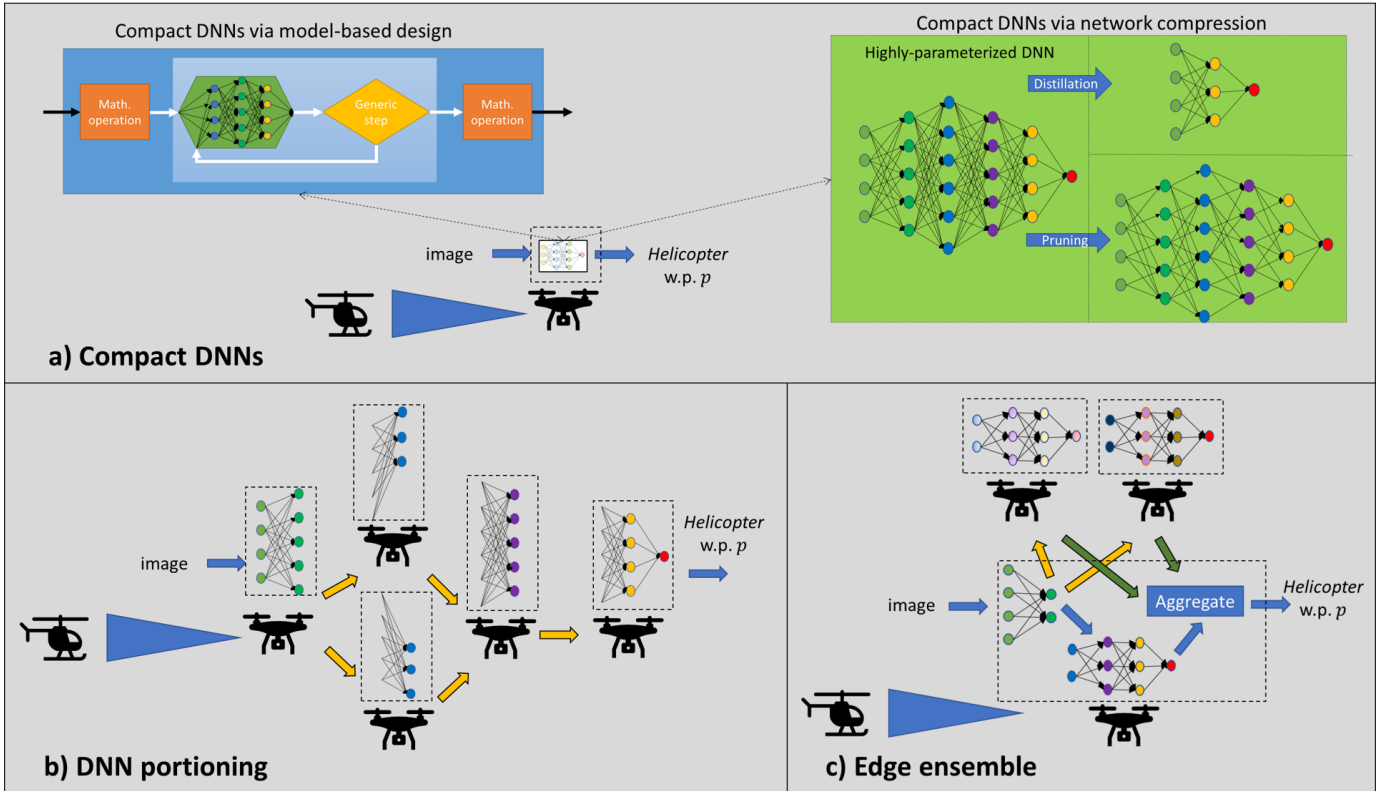 Compact DNNs via model-based design
Math.
operation
Generic
step
Math.
operation
Compact DNNs via network compression
Highly-parameterized DNN
Distillation
Pruning
image
Helicopter
w.p. p
a) Compact DNNs
image
Helicopter
w.p. p
b) DNN portioning
image
Aggregate
Helicopter
w.p. p
c) Edge ensemble